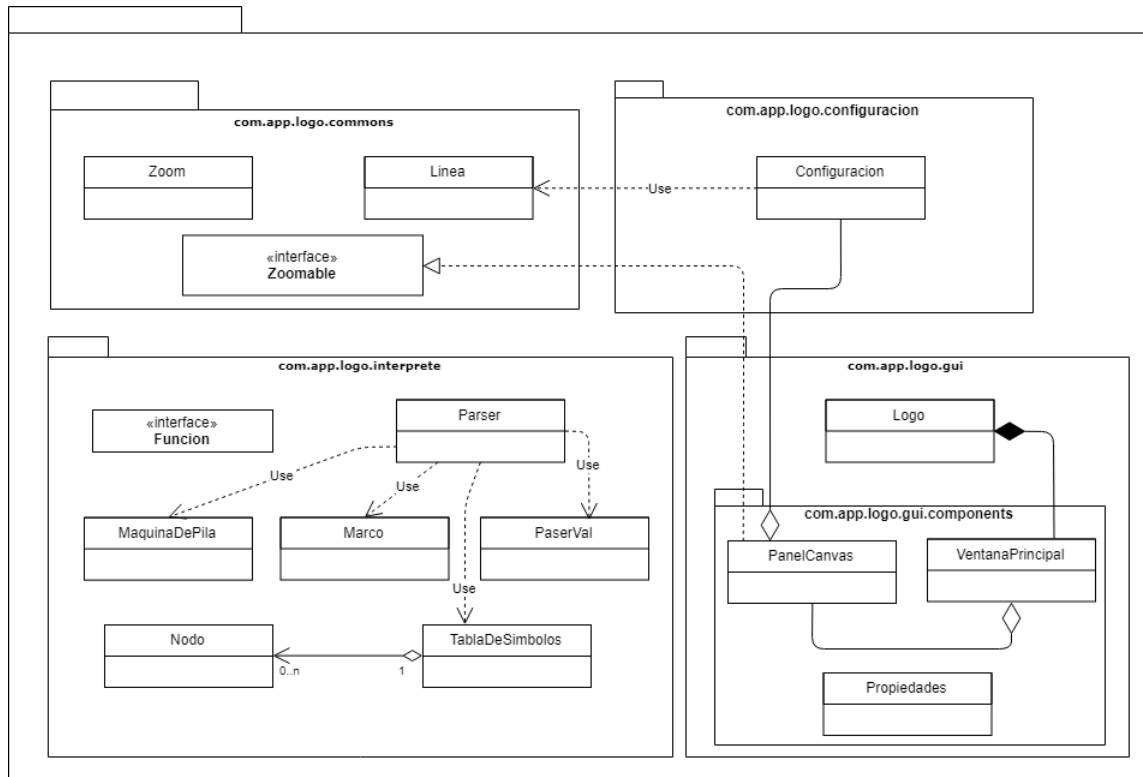 com.app.logo.commons
Zoom
Linea
«interface»
Zoomable
com.app.logo.configuracion
Configuracion
Use
com.app.logo.interprete
«interface»
Funcion
Parser
Use
Use
Use
MaquinaDePila
Marco
PaserVal
Use
Nodo
TablaDeSimbolos
0..n
1
com.app.logo.gui
Logo
com.app.logo.gui.components
PanelCanvas
VentanaPrincipal
Propiedades